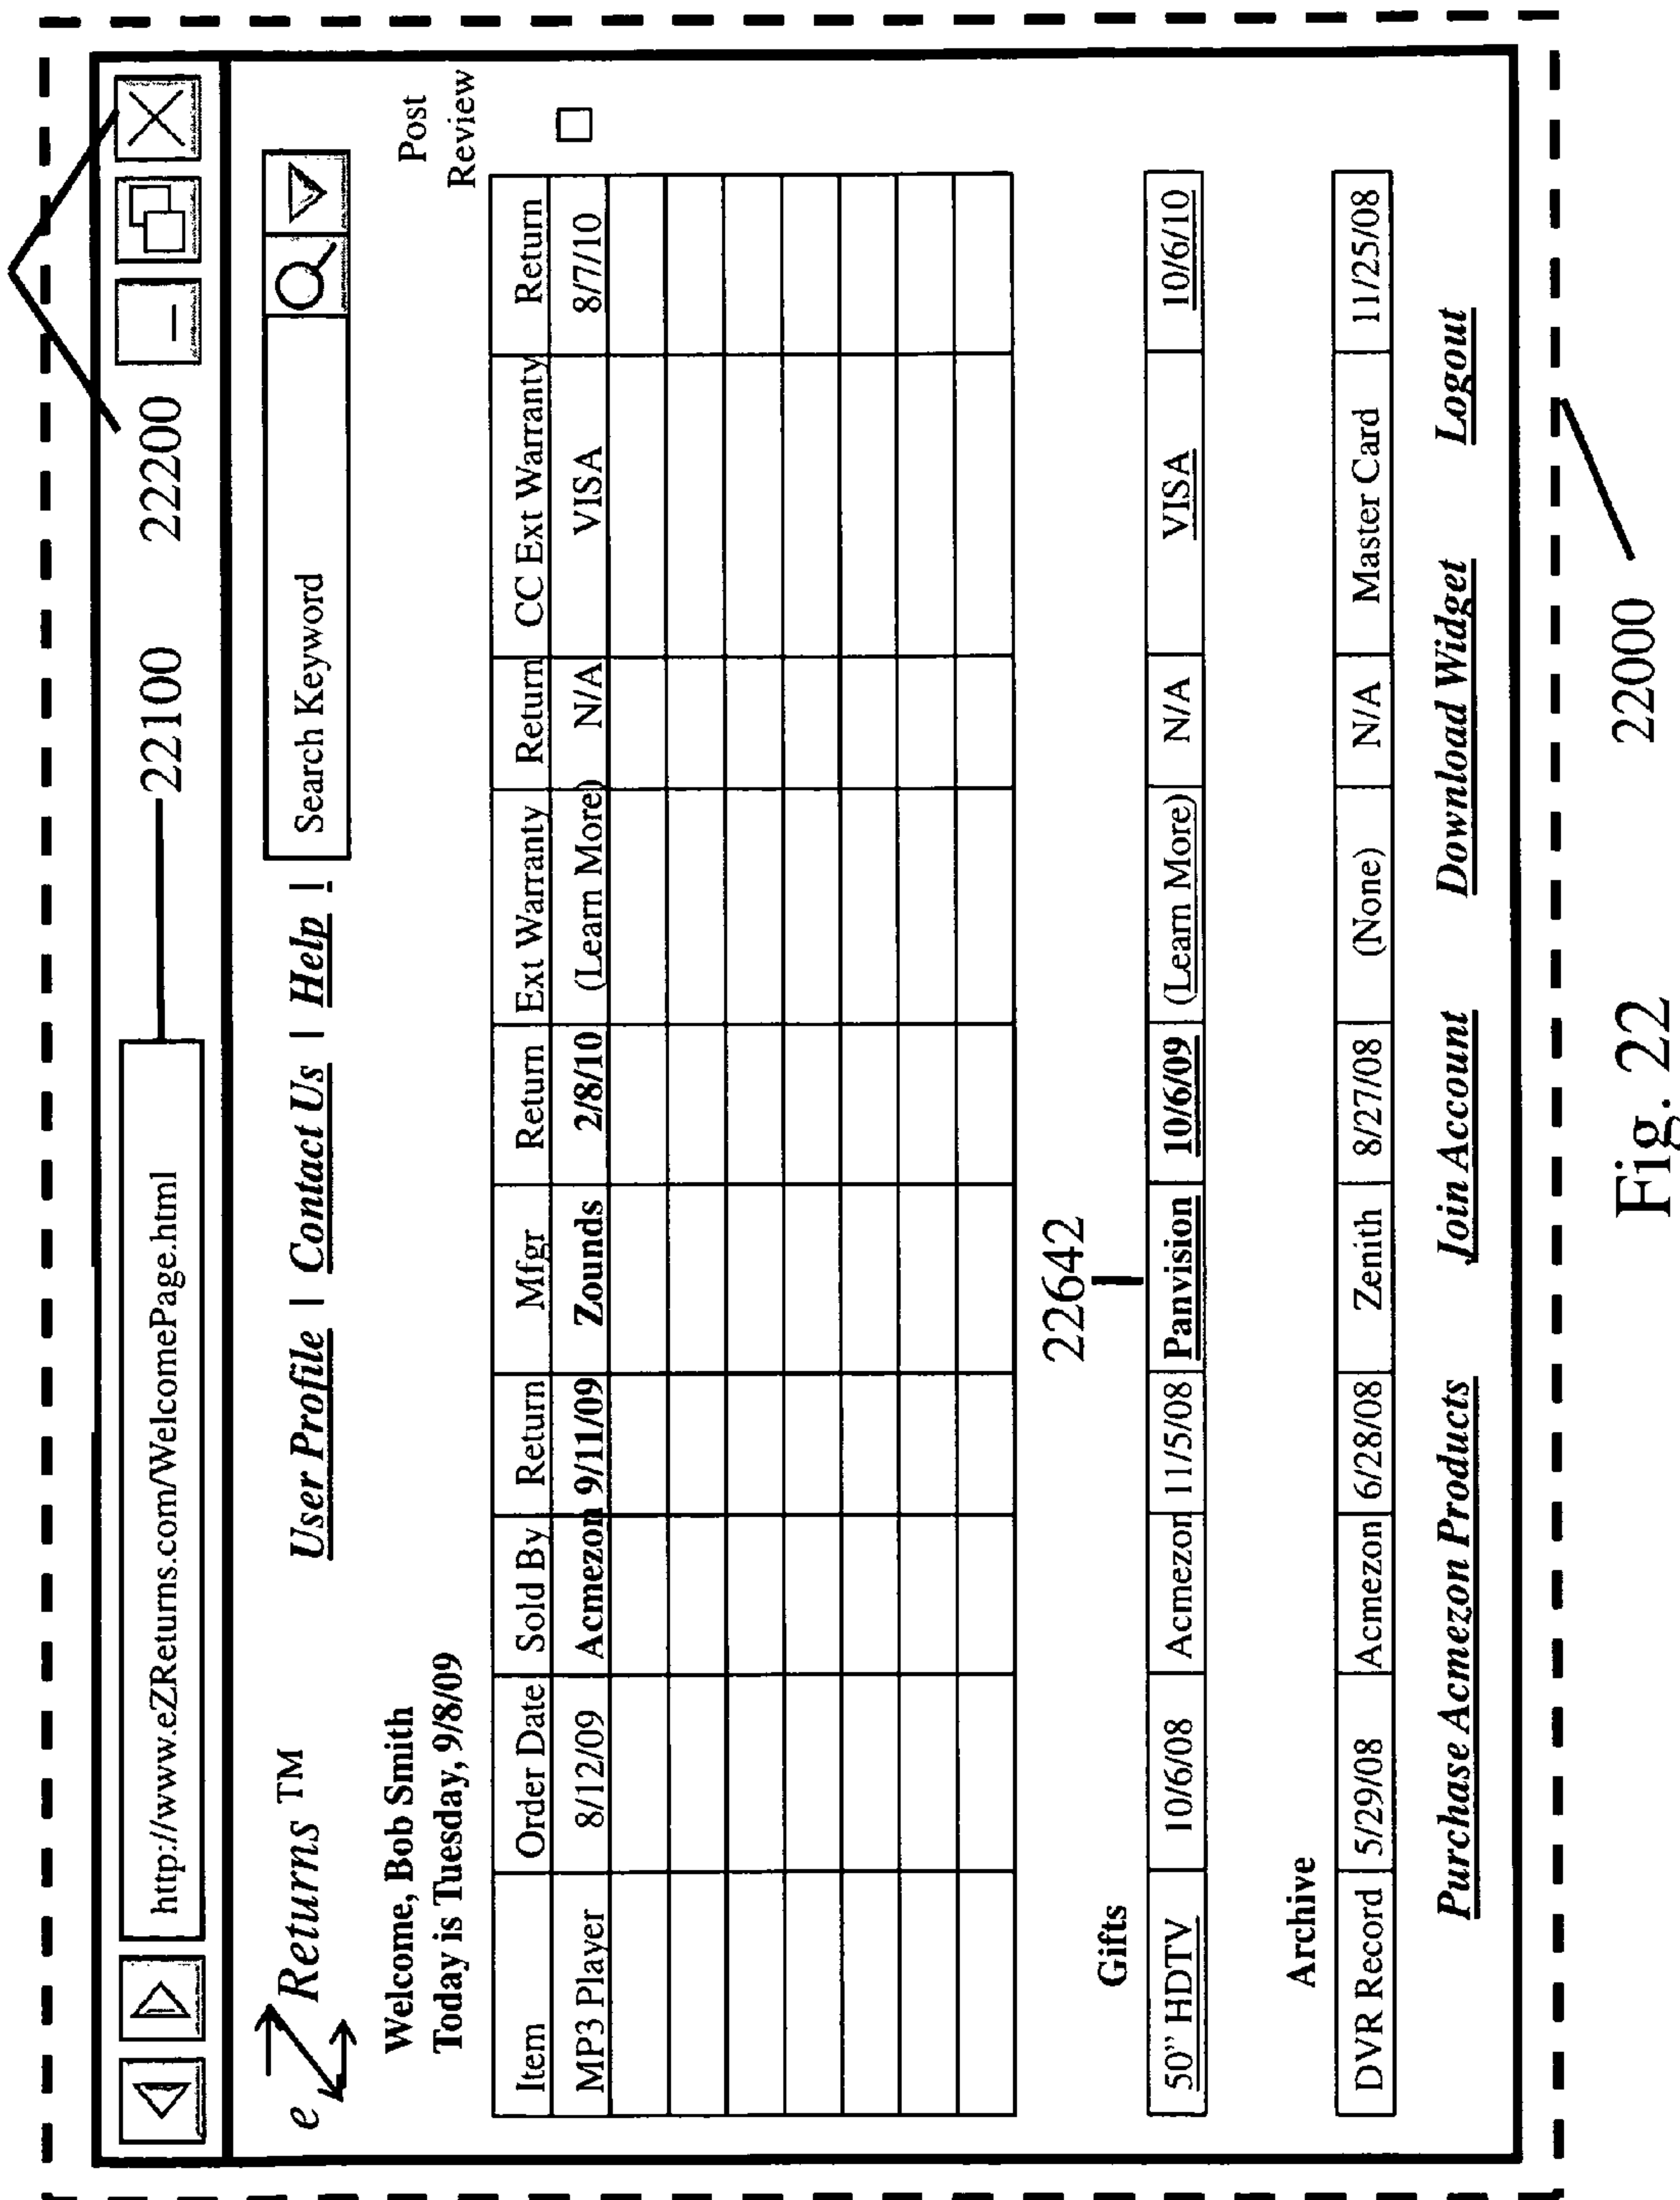 22100 22200
http://www.eZReturns.com/WelcomePage.html
eZ Returns ™
User Profile | Contact Us | Help |
Search Keyword
Welcome, Bob Smith
Today is Tuesday, 9/8/09
Post
Review
Item Order Date Sold By Return Mfgr Return Ext Warranty Return CC Ext Warranty Return
MP3 Player 8/12/09 Acmezon 9/11/09 Zounds 2/8/10 (Learn More) N/A VISA 8/7/10
22642
Gifts
50” HDTV 10/6/08 Acmezon 11/5/08 Panvision 10/6/09 (Learn More) N/A VISA 10/6/10
Archive
DVR Record 5/29/08 Acmezon 6/28/08 Zenith 8/27/08 (None) N/A Master Card 11/25/08
Purchase Acmezon Products Join Account Download Widget Logout
22000
Fig. 22